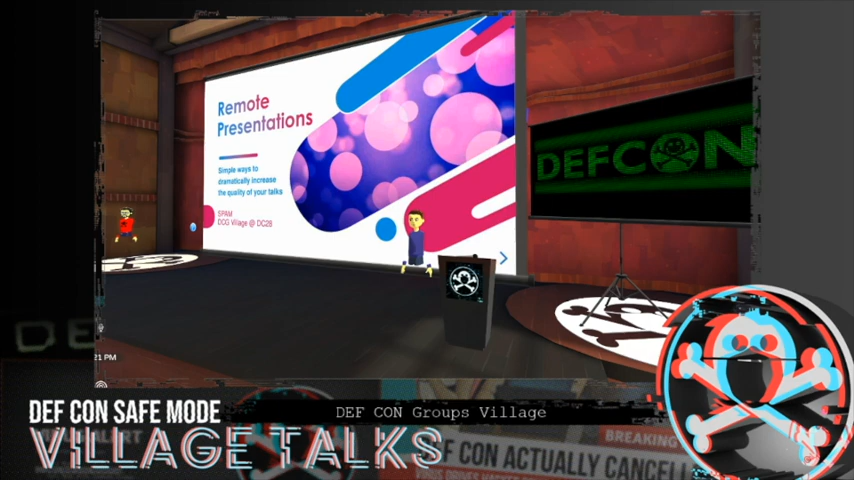 Remote
Presentations
Simple ways to
dramatically increase
the quality of your talks
SPAM
DCG Village @ DC28
DEFCON
21 PM
DE
DEF CON SAFE MODE
DEF CON Groups Village
VILLAGE TALKS
BREAKING
F CON ACTUALLY CANCELL